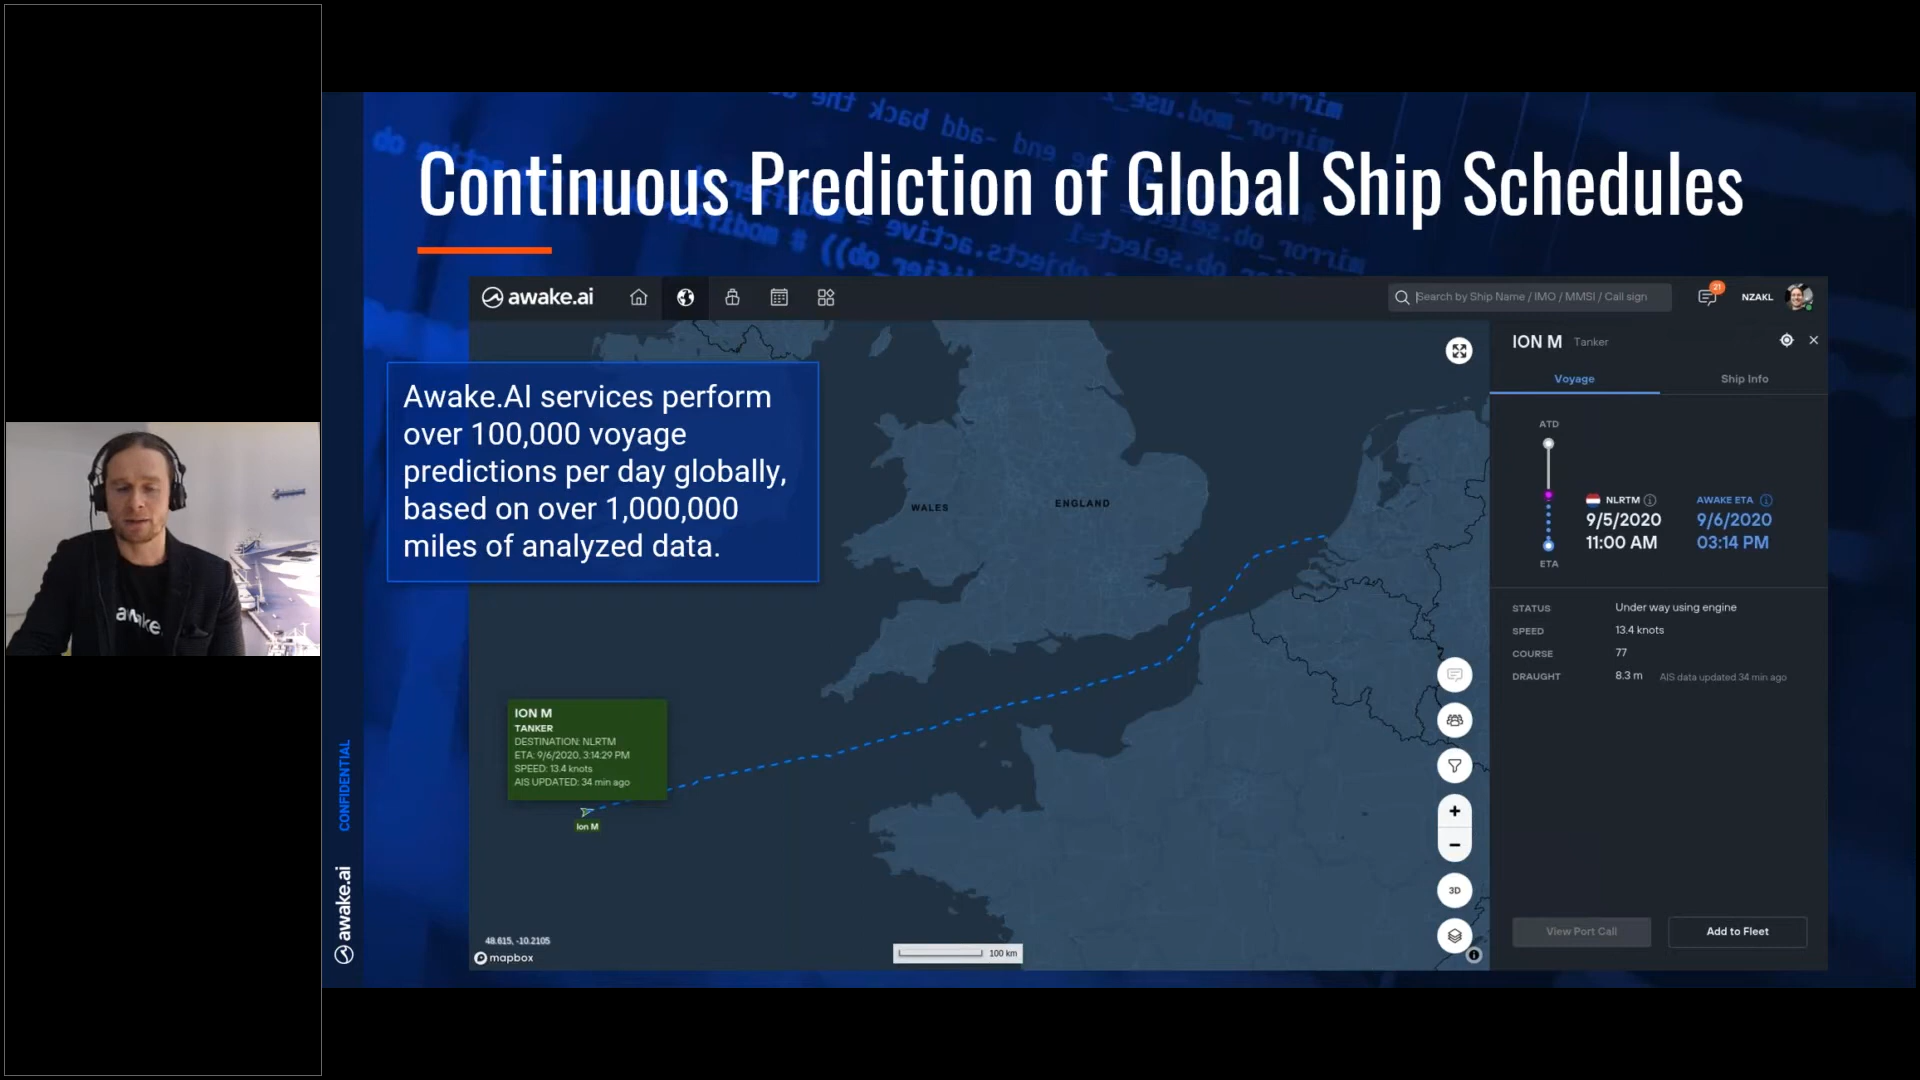 Continuous Prediction of Global Ship Schedules
awake.ai
Search by Ship Name / IMO / MMSI / Call sign
21
NZAKL
Awake.AI services perform
over 100,000 voyage
predictions per day globally,
based on over 1,000,000
miles of analyzed data.
WALES
ENGLAND
ION M
TANKER
DESTINATION: NLRTM
ETA: 9/6/2020, 3:14:29 PM
SPEED: 13.4 knots
AIS UPDATED: 34 min ago
Ion M
48.615, -10.2105
mapbox
100 km
3D
ION M Tanker
Voyage Ship Info
ATD
NLRTM AWAKE ETA
9/5/2020 9/6/2020
11:00 AM 03:14 PM
ETA
STATUS Under way using engine
SPEED 13.4 knots
COURSE 77
DRAUGHT 8.3 m AIS data updated 34 min ago
View Port Call Add to Fleet
CONFIDENTIAL
awake.ai
awake.